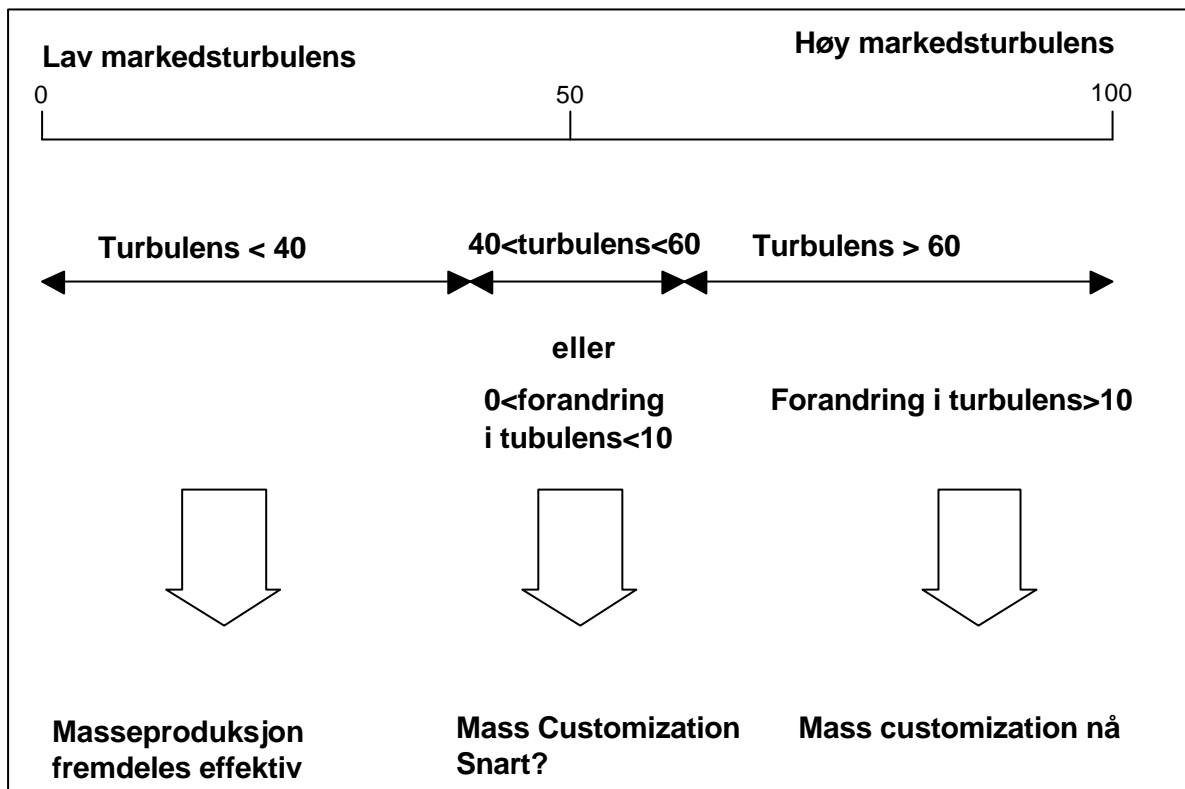 Lav markedsturbulens
Høy markedsturbulens
0
50
100
Turbulens < 40
40<turbulens<60
Turbulens > 60
eller
0<forandring
i tubulens<10
Forandring i turbulens>10
Masseproduksjon
fremdeles effektiv
Mass Customization
Snart?
Mass customization nå